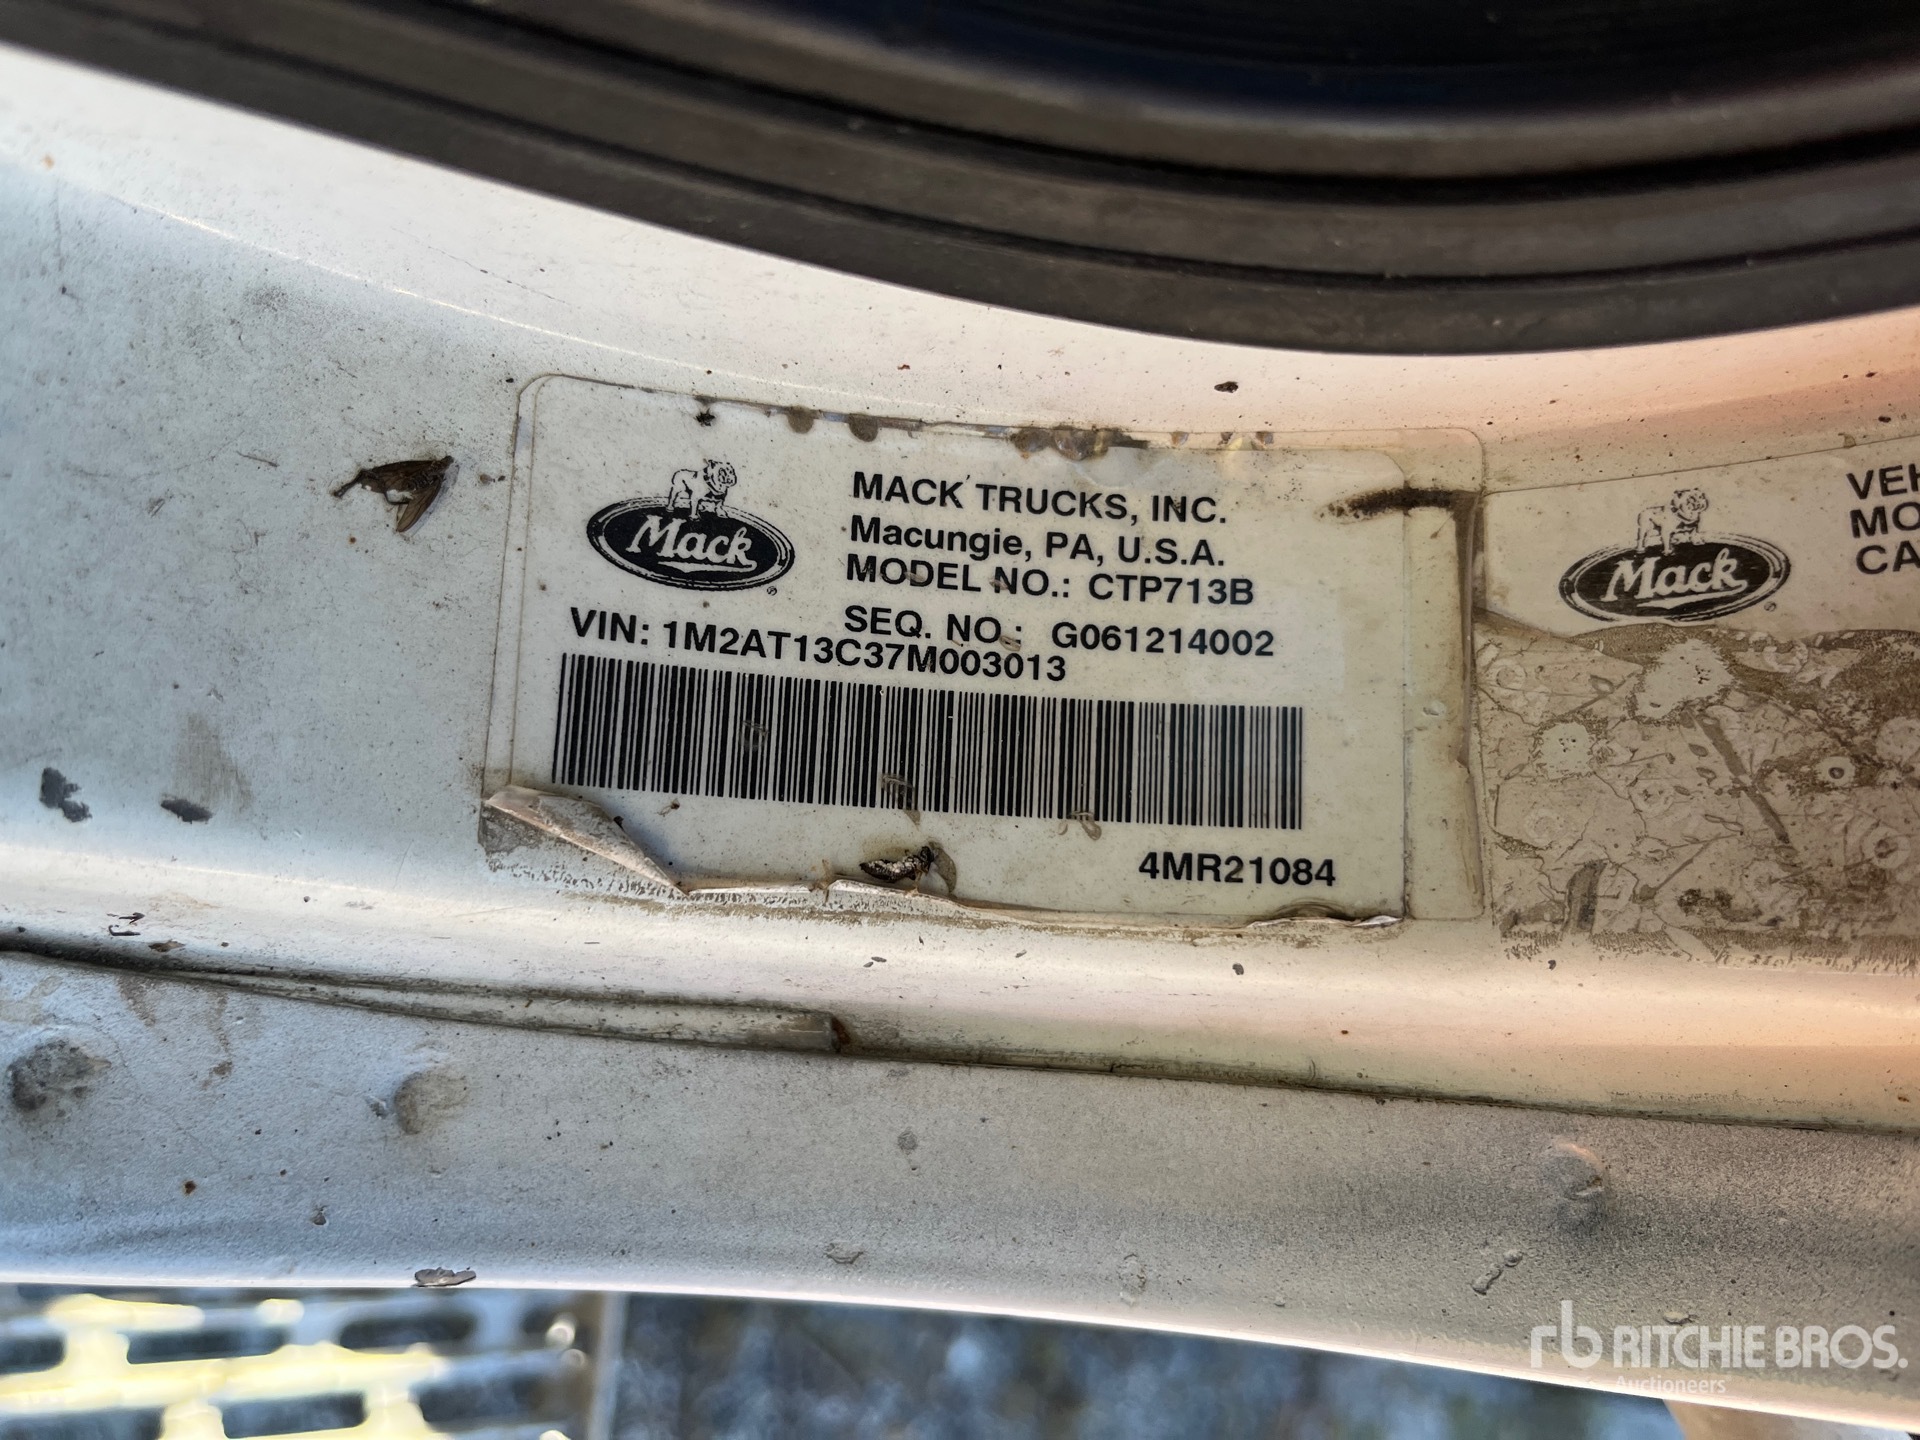 Mack
MACK TRUCKS, INC.
Macungie, PA, U.S.A.
MODEL NO.: CTP713B
SEQ. NO.: G061214002
VIN: 1M2AT13C37M003013
4MR21084
Mack
VEH
MO
CA
rb RITCHIE BROS.
Auctioneers